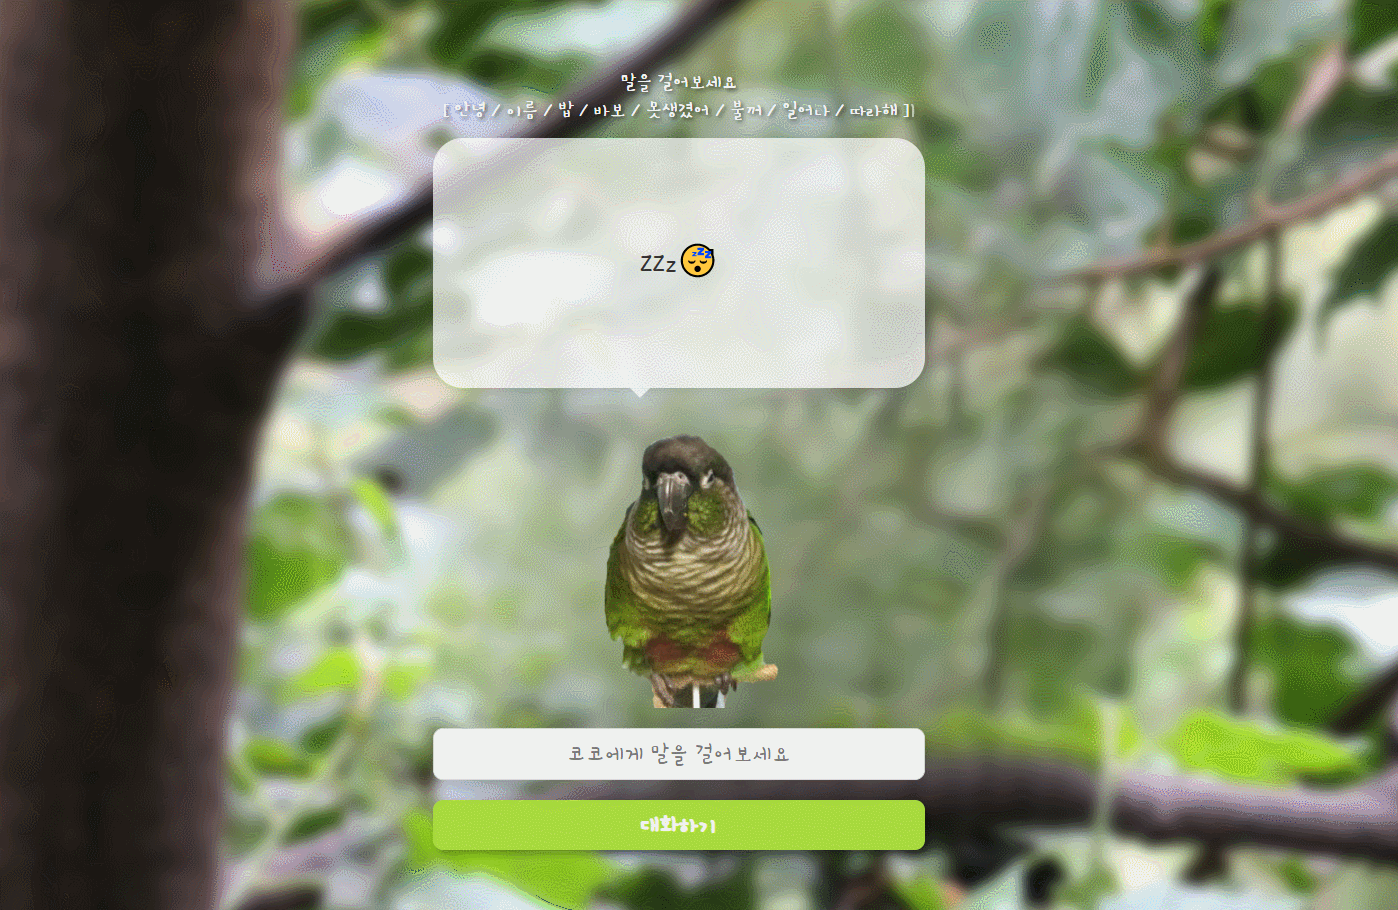 말을 걸어보세요
[ 안녕 / 이름 / 밥 / 바보 / 못생겼어 / 불꺼 / 일어나 / 따라해 ]|
zZz😴
코코에게 말을 걸어보세요
대화하기